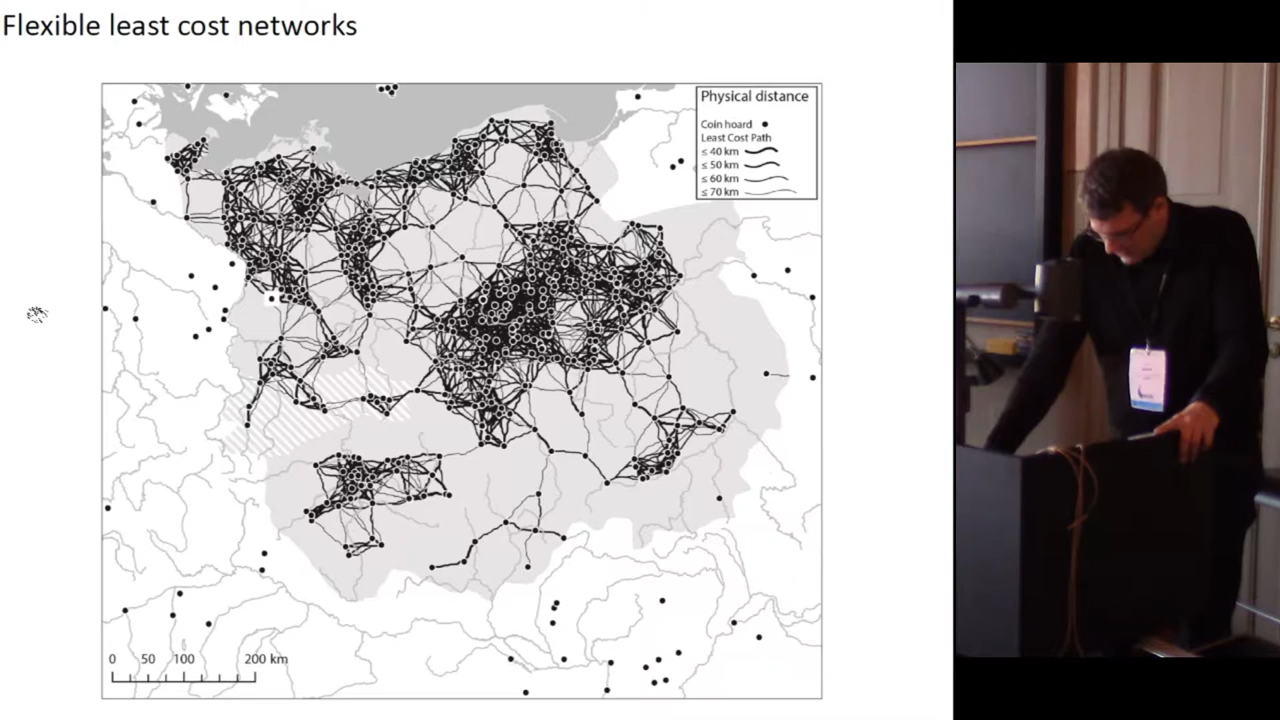 Flexible least cost networks
Physical distance
Coin hoard
Least Cost Path
≤ 40 km
≤ 50 km
≤ 60 km
≤ 70 km
0 50 100 200 km